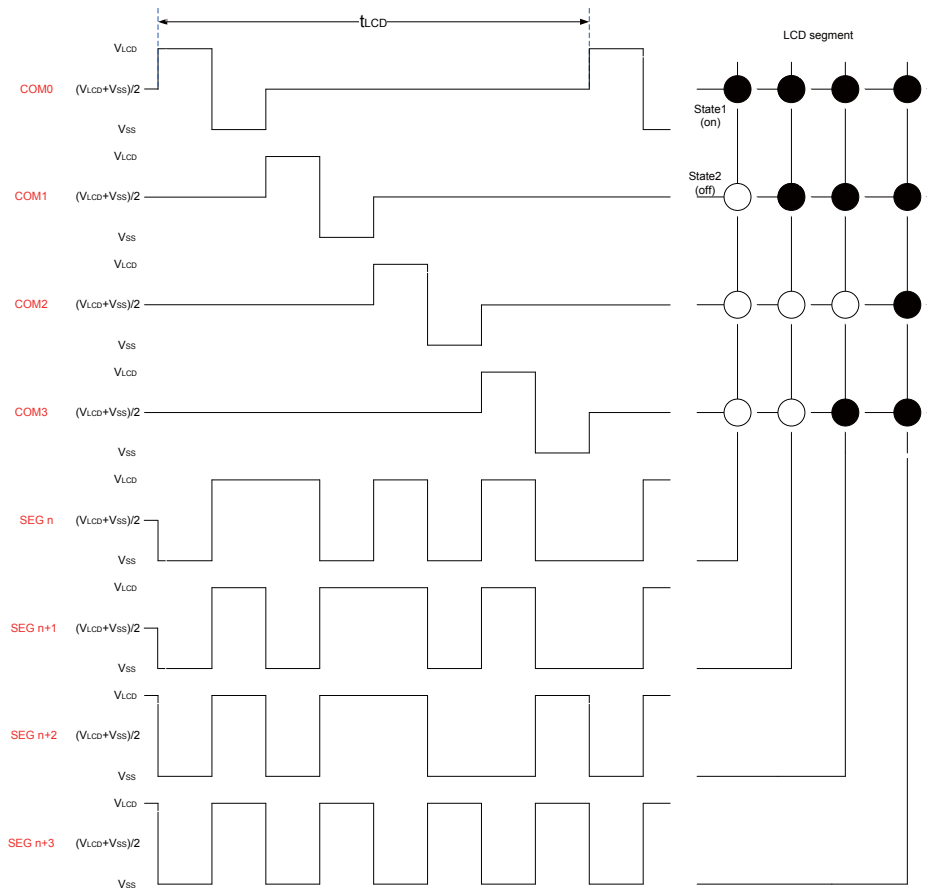 tLCD
LCD segment
VLCD
COM0 (VLCD+VSS)/2
VSS
State1
(on)
VLCD
COM1 (VLCD+VSS)/2
VSS
State2
(off)
VLCD
COM2 (VLCD+VSS)/2
VSS
VLCD
COM3 (VLCD+VSS)/2
VSS
VLCD
SEG n (VLCD+VSS)/2
VSS
VLCD
SEG n+1 (VLCD+VSS)/2
VSS
VLCD
SEG n+2 (VLCD+VSS)/2
VSS
VLCD
SEG n+3 (VLCD+VSS)/2
VSS